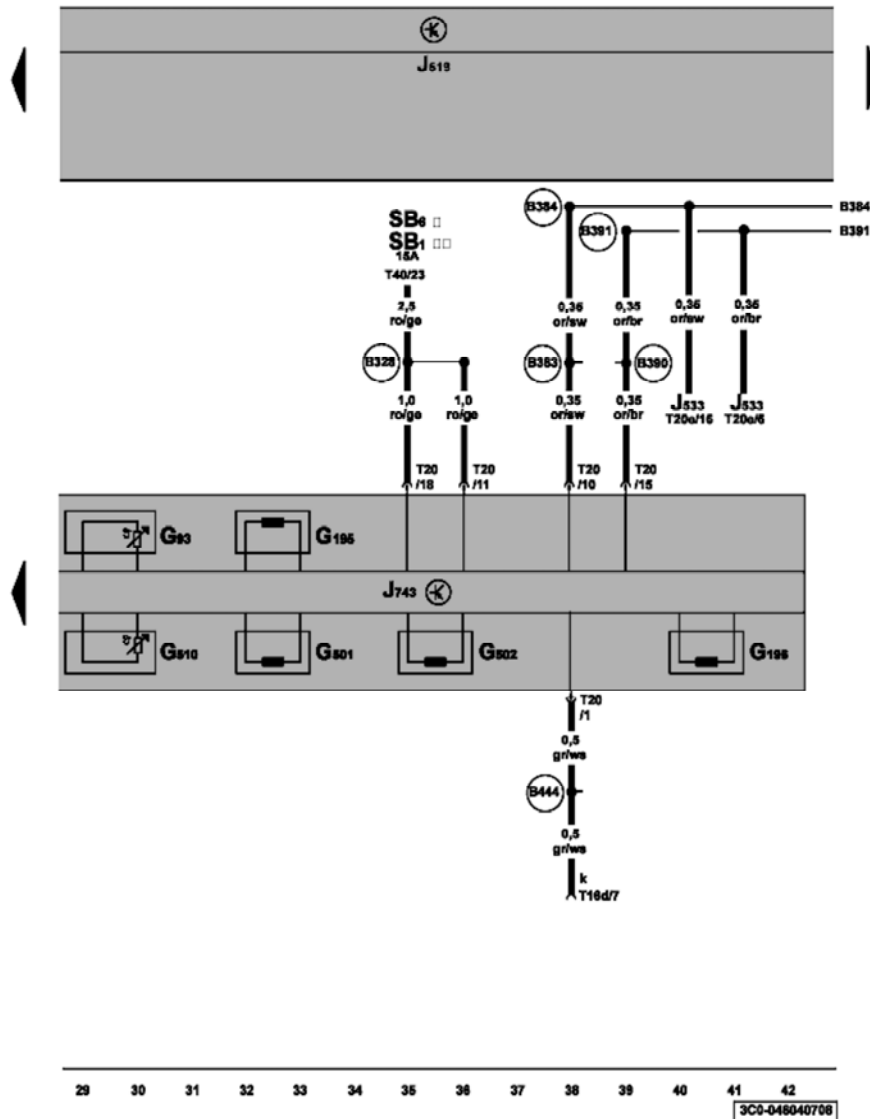 J519
B384
B384
B391
B391
SB6
SB1
15A
T40/23
2,5
ro/ge
0,35
or/sw
0,35
or/br
0,35
or/sw
0,35
or/br
B328
B383
B390
J533
T20e/16
J533
T20e/6
1,0
ro/ge
1,0
ro/ge
0,35
or/sw
0,35
or/br
T20
/18
T20
/11
T20
/10
T20
/15
G93
G195
J743
G510
G501
G502
G196
T20
/1
0,5
gr/ws
B444
0,5
gr/ws
k
T16d/7
29 30 31 32 33 34 35 36 37 38 39 40 41 42
3C0-046040708